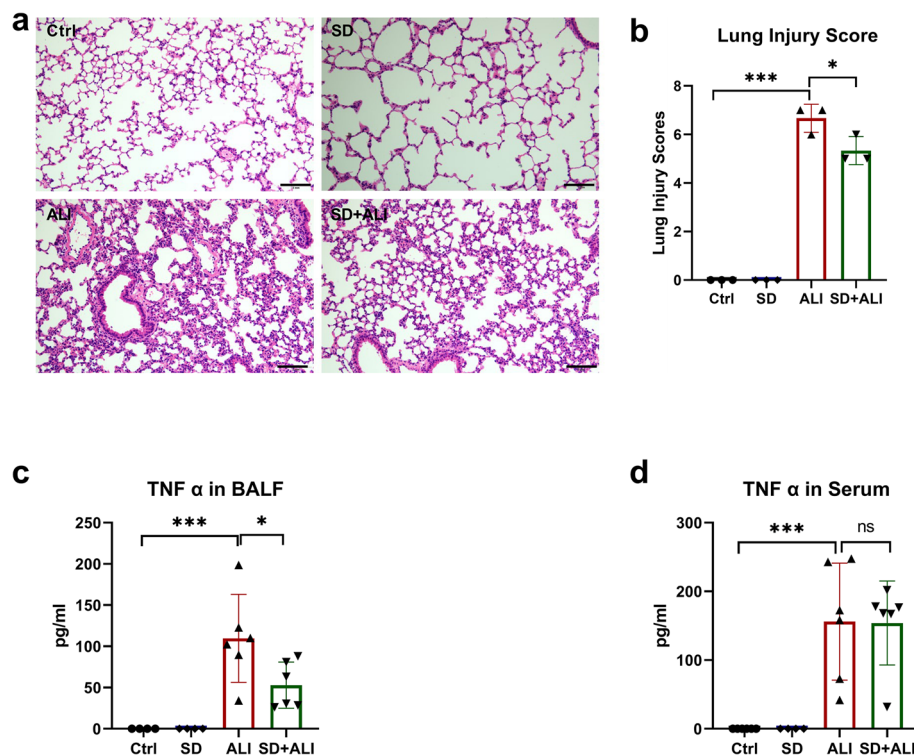 a
Ctrl
SD
ALI
SD+ALI
b
Lung Injury Score
***
*
Lung Injury Scores
8
6
4
2
0
Ctrl SD ALI SD+ALI
c
TNF α in BALF
***
*
pg/ml
250
200
150
100
50
0
Ctrl SD ALI SD+ALI
d
TNF α in Serum
***
ns
pg/ml
300
200
100
0
Ctrl SD ALI SD+ALI